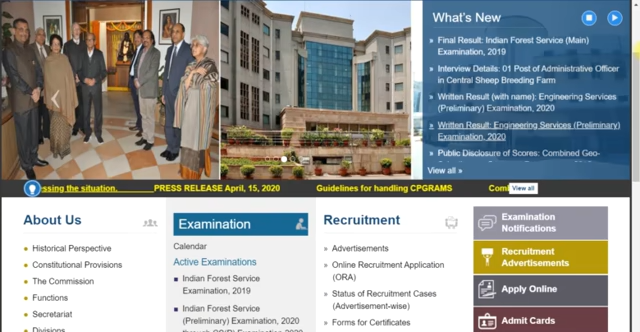 What's New
» Final Result: Indian Forest Service (Main)
Examination, 2019
» Interview Details: 01 Post of Administrative Officer
in Central Sheep Breeding Farm
» Written Result (with name): Engineering Services
(Preliminary) Examination, 2020
» Written Result: Engineering Services (Preliminary)
Examination, 2020
» Public Disclosure of Scores: Combined Geo-
View all »
essing the situation. PRESS RELEASE April, 15, 2020 Guidelines for handling CPGRAMS
View all
About Us
Historical Perspective
Constitutional Provisions
The Commission
Functions
Secretariat
Divisions
Examination
Calendar
Active Examinations
Indian Forest Service
Examination, 2019
Indian Forest Service
(Preliminary) Examination, 2020
Recruitment
» Advertisements
» Online Recruitment Application
(ORA)
» Status of Recruitment Cases
(Advertisement-wise)
» Forms for Certificates
Examination
Notifications
Recruitment
Advertisements
Apply Online
Admit Cards